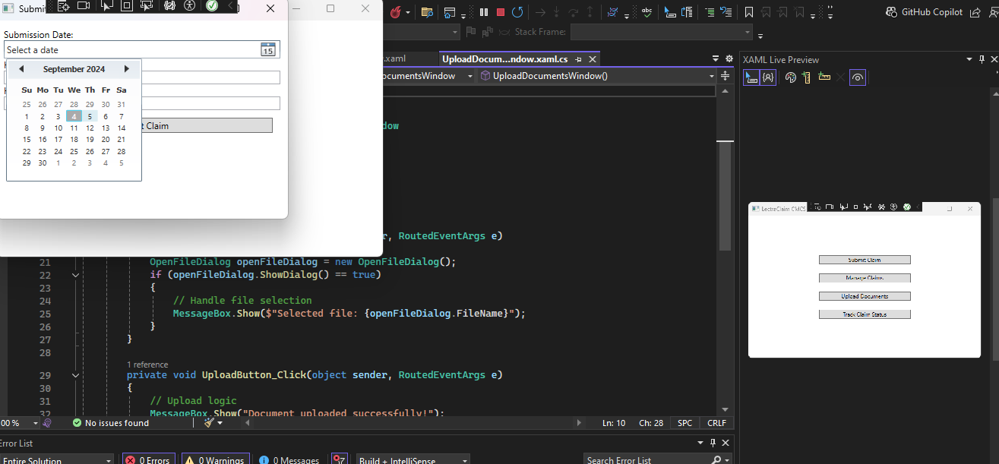 Submit
Submission Date:
Select a date
15
September 2024
Su Mo Tu We Th Fr Sa
25 26 27 28 29 30 31
1 2 3 4 5 6 7
8 9 10 11 12 13 14
15 16 17 18 19 20 21
22 23 24 25 26 27 28
29 30 1 2 3 4 5
t Claim
abc
GitHub Copilot
Stack Frame:
.xaml
UploadDocum...ndow.xaml.cs
ocumentsWindow
UploadDocumentsWindow()
dow
r, RoutedEventArgs e)
21 OpenFileDialog openFileDialog = new OpenFileDialog();
22 if (openFileDialog.ShowDialog() == true)
23 {
24 // Handle file selection
25 MessageBox.Show($"Selected file: {openFileDialog.FileName}");
26 }
27 }
28
1 reference
29 private void UploadButton_Click(object sender, RoutedEventArgs e)
30 {
31 // Upload logic
32 MessageBox.Show("Document uploaded successfully!");
00 %
No issues found
Ln: 10 Ch: 28 SPC CRLF
Error List
Entire Solution
0 Errors
0 Warnings
0 Messages
Build + IntelliSense
Search Error List
XAML Live Preview
LectraClaim CMCS
Submit Claim
Manage Claims
Upload Documents
Track Claim Status